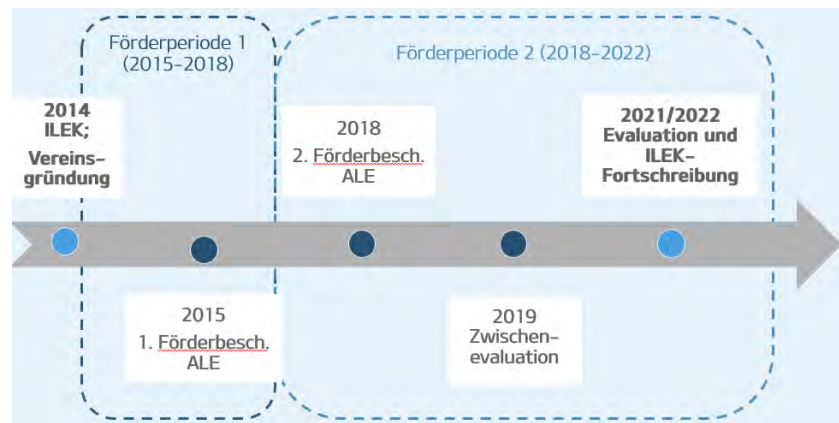 Förderperiode 1
(2015-2018)
Förderperiode 2 (2018-2022)
2014
ILEK;
Vereins-
gründung
2018
2. Förderbesch.
ALE
2021/2022
Evaluation und
ILEK-
Fortschreibung
2015
1. Förderbesch.
ALE
2019
Zwischen-
evaluation